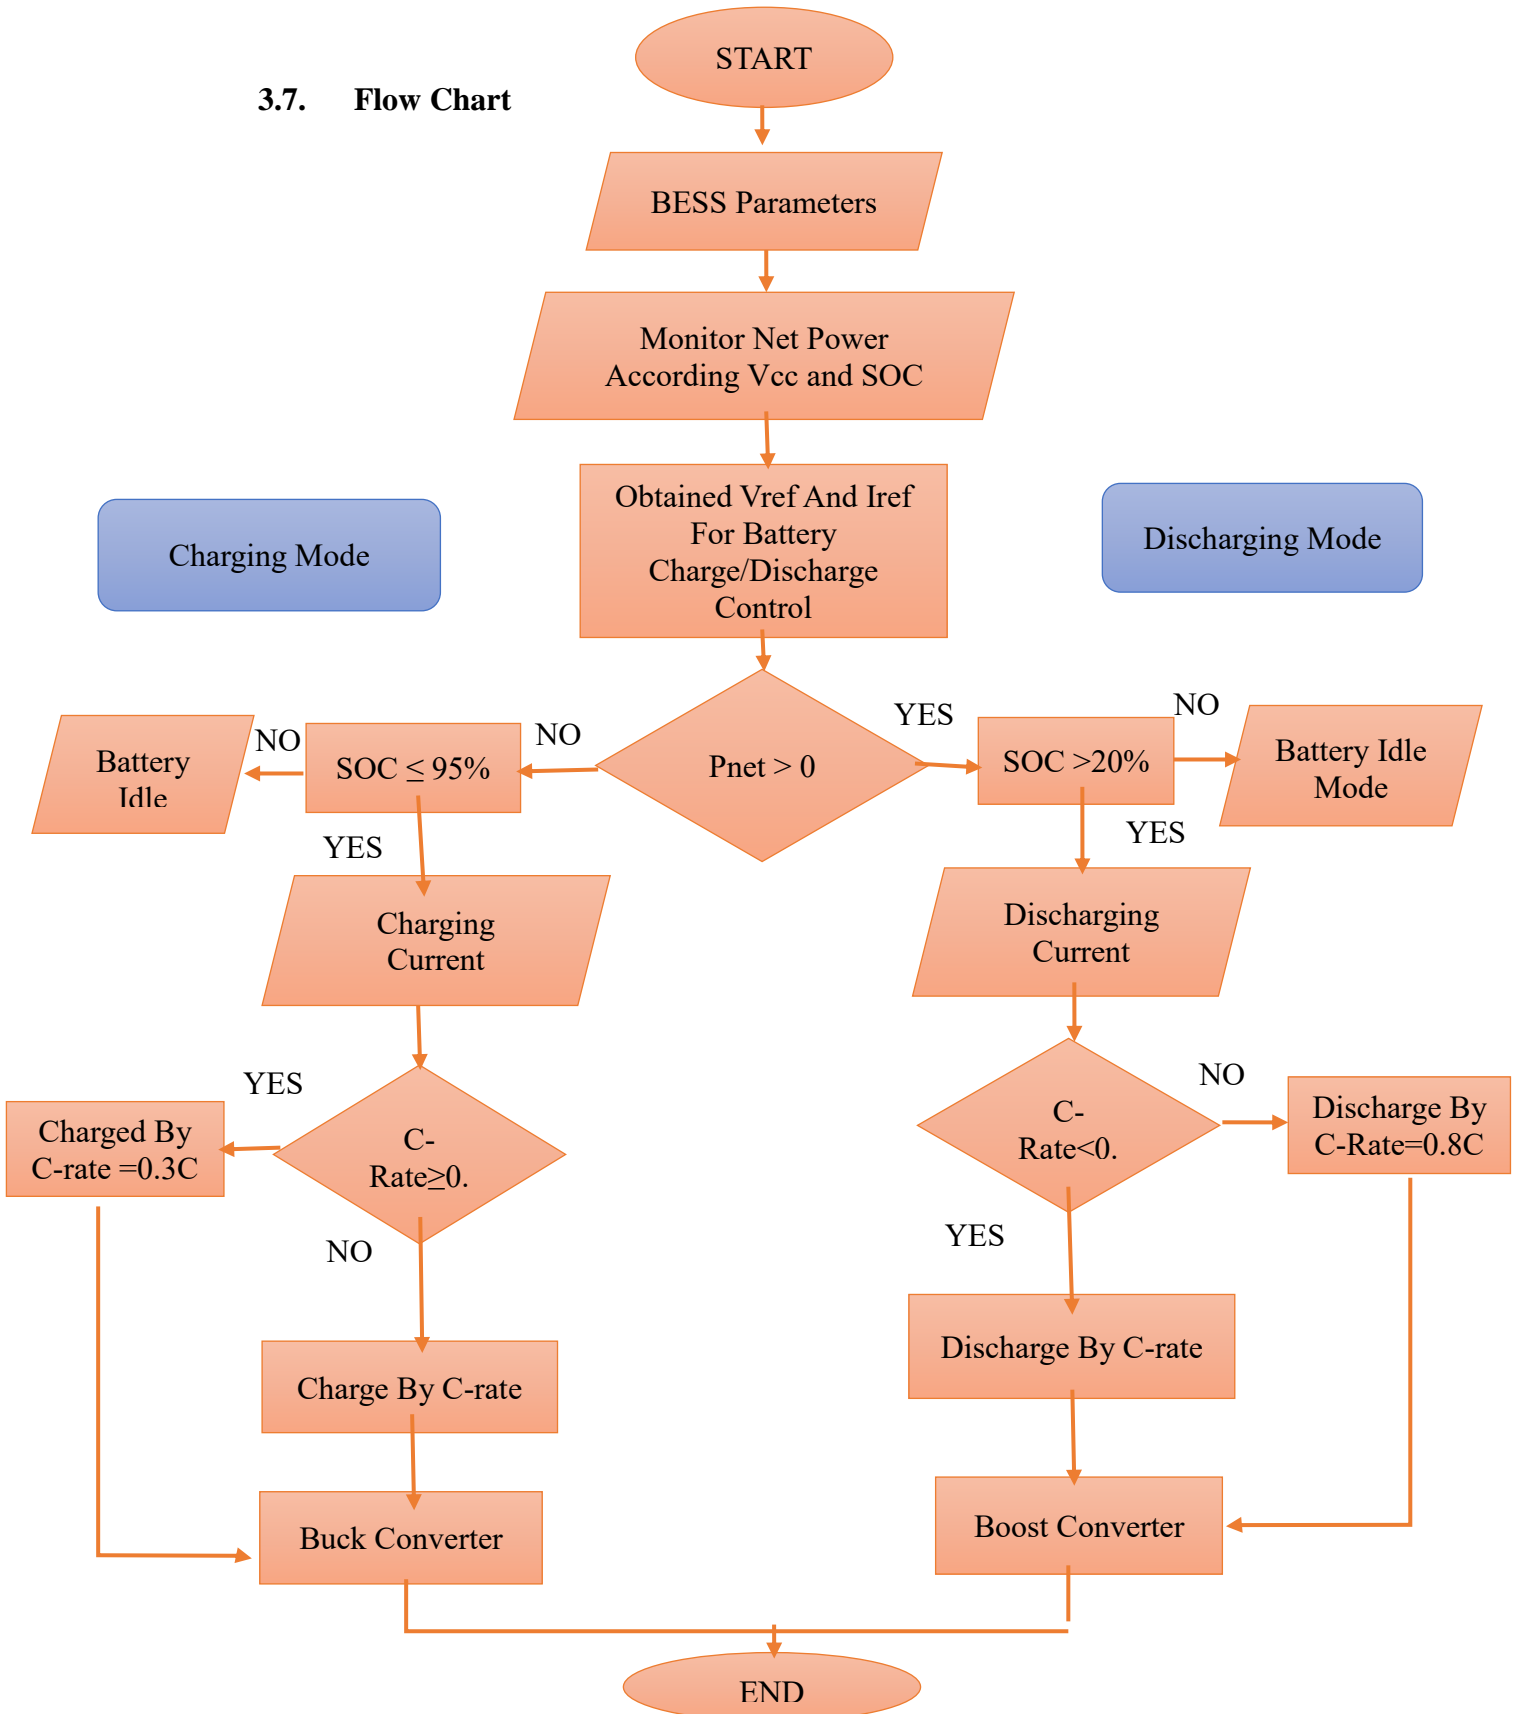 START
3.7. Flow Chart
BESS Parameters
Monitor Net Power
According Vcc and SOC
Obtained Vref And Iref
For Battery
Charge/Discharge
Control
Charging Mode
Discharging Mode
Pnet > 0
NO
YES
SOC ≤ 95%
NO
Battery
Idle
YES
Charging
Current
C-
Rate≥0.
YES
Charged By
C-rate =0.3C
NO
Charge By C-rate
Buck Converter
SOC >20%
NO
Battery Idle
Mode
YES
Discharging
Current
C-
Rate<0.
NO
Discharge By
C-Rate=0.8C
YES
Discharge By C-rate
Boost Converter
END